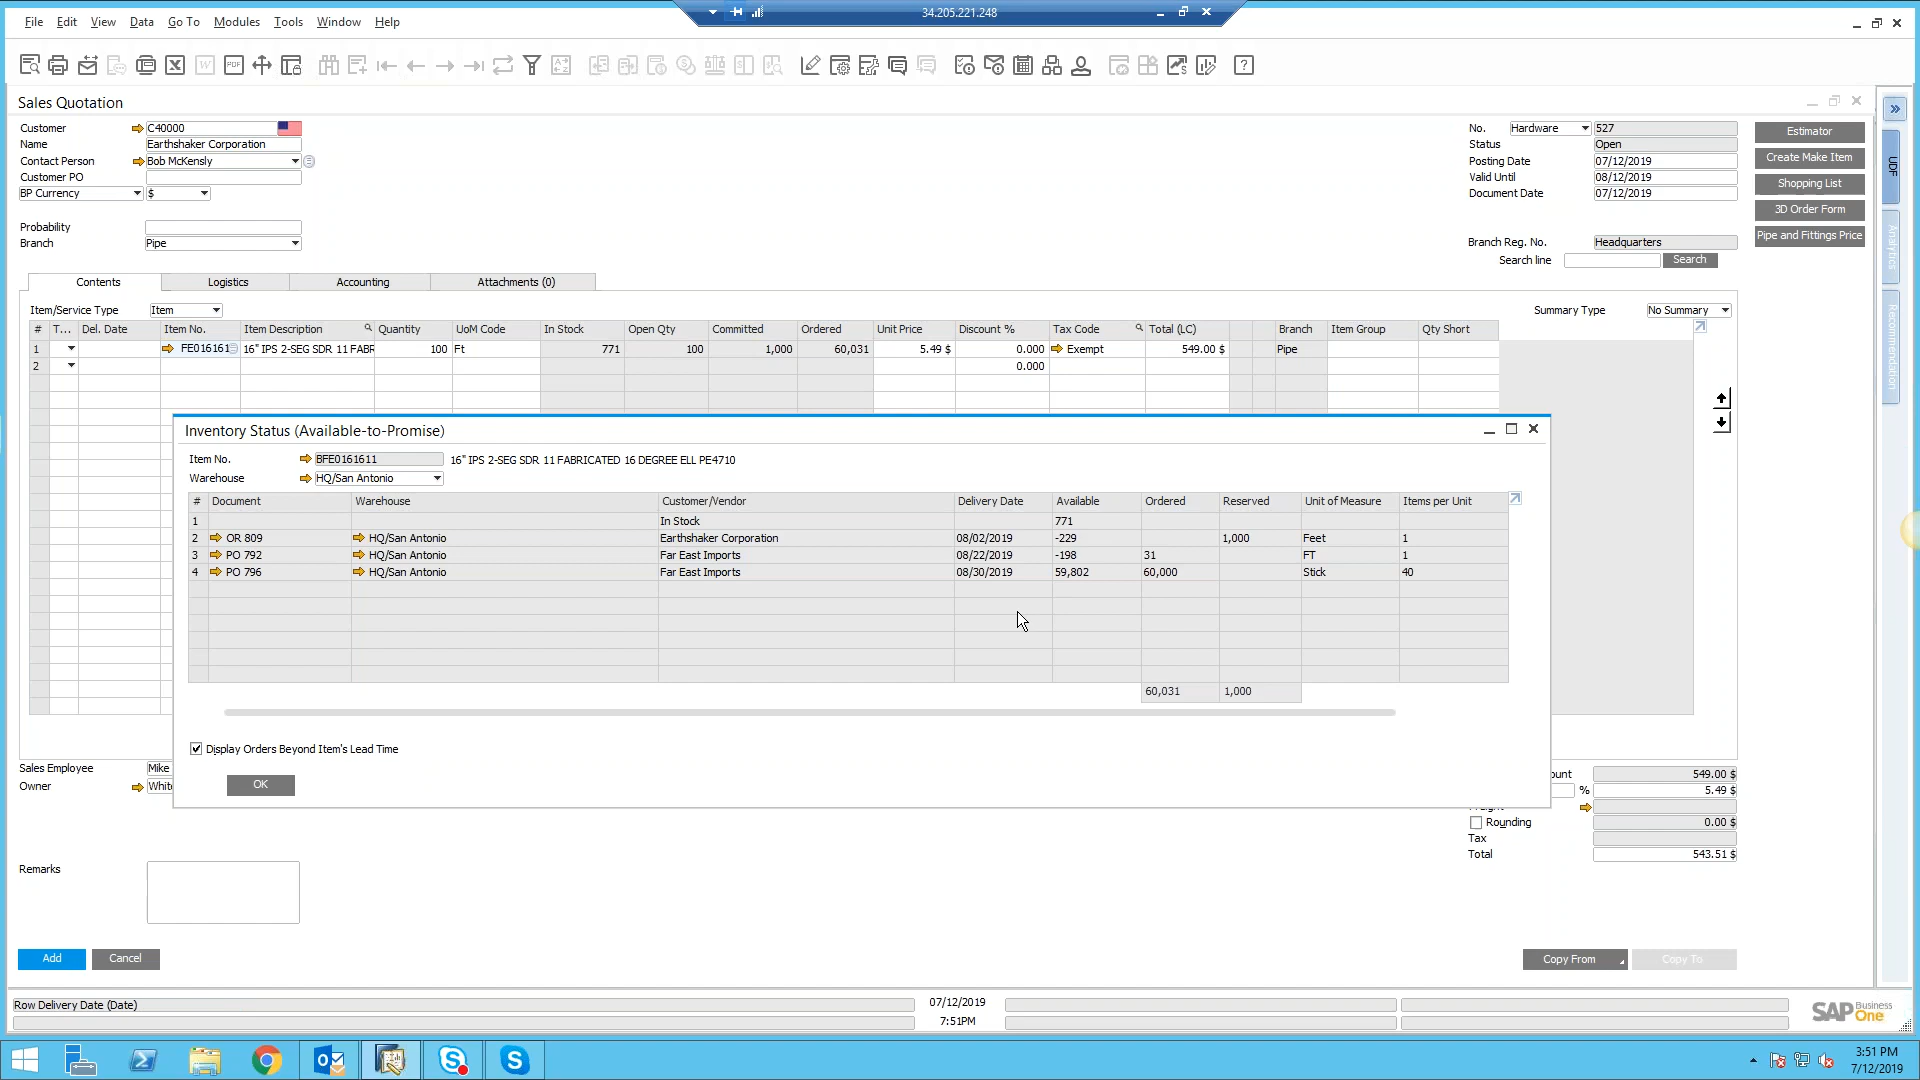 34.205.221.248
File Edit View Data Go To Modules Tools Window Help
Sales Quotation
Customer C40000
Name Earthshaker Corporation
Contact Person Bob McKensly
Customer PO
BP Currency $
Probability
Branch Pipe
No. Hardware 527
Status Open
Posting Date 07/12/2019
Valid Until 08/12/2019
Document Date 07/12/2019
Branch Reg. No. Headquarters
Search line Search
Estimator
Create Make Item
Shopping List
3D Order Form
Pipe and Fittings Price
UDF
Analytics
Recommendation
Contents Logistics Accounting Attachments (0)
Item/Service Type Item
Summary Type No Summary
# T... Del. Date Item No. Item Description Quantity UoM Code In Stock Open Qty Committed Ordered Unit Price Discount % Tax Code Total (LC) Branch Item Group Qty Short
1 FE016161 16" IPS 2-SEG SDR 11 FABR 100 Ft 771 100 1,000 60,031 5.49 $ 0.000 Exempt 549.00 $ Pipe
2 0.000
Inventory Status (Available-to-Promise)
Item No. BFE0161611 16" IPS 2-SEG SDR 11 FABRICATED 16 DEGREE ELL PE4710
Warehouse HQ/San Antonio
# Document Warehouse Customer/Vendor Delivery Date Available Ordered Reserved Unit of Measure Items per Unit
1 In Stock 771
2 OR 809 HQ/San Antonio Earthshaker Corporation 08/02/2019 -229 1,000 Feet 1
3 PO 792 HQ/San Antonio Far East Imports 08/22/2019 -198 31 FT 1
4 PO 796 HQ/San Antonio Far East Imports 08/30/2019 59,802 60,000 Stick 40
60,031 1,000
Display Orders Beyond Item's Lead Time
OK
Sales Employee Mike
Owner White
ount 549.00 $
% 5.49 $
Rounding 0.00 $
Tax
Total 543.51 $
Remarks
Add Cancel
Copy From Copy To
Row Delivery Date (Date)
07/12/2019
7:51PM
SAP Business One
3:51 PM
7/12/2019